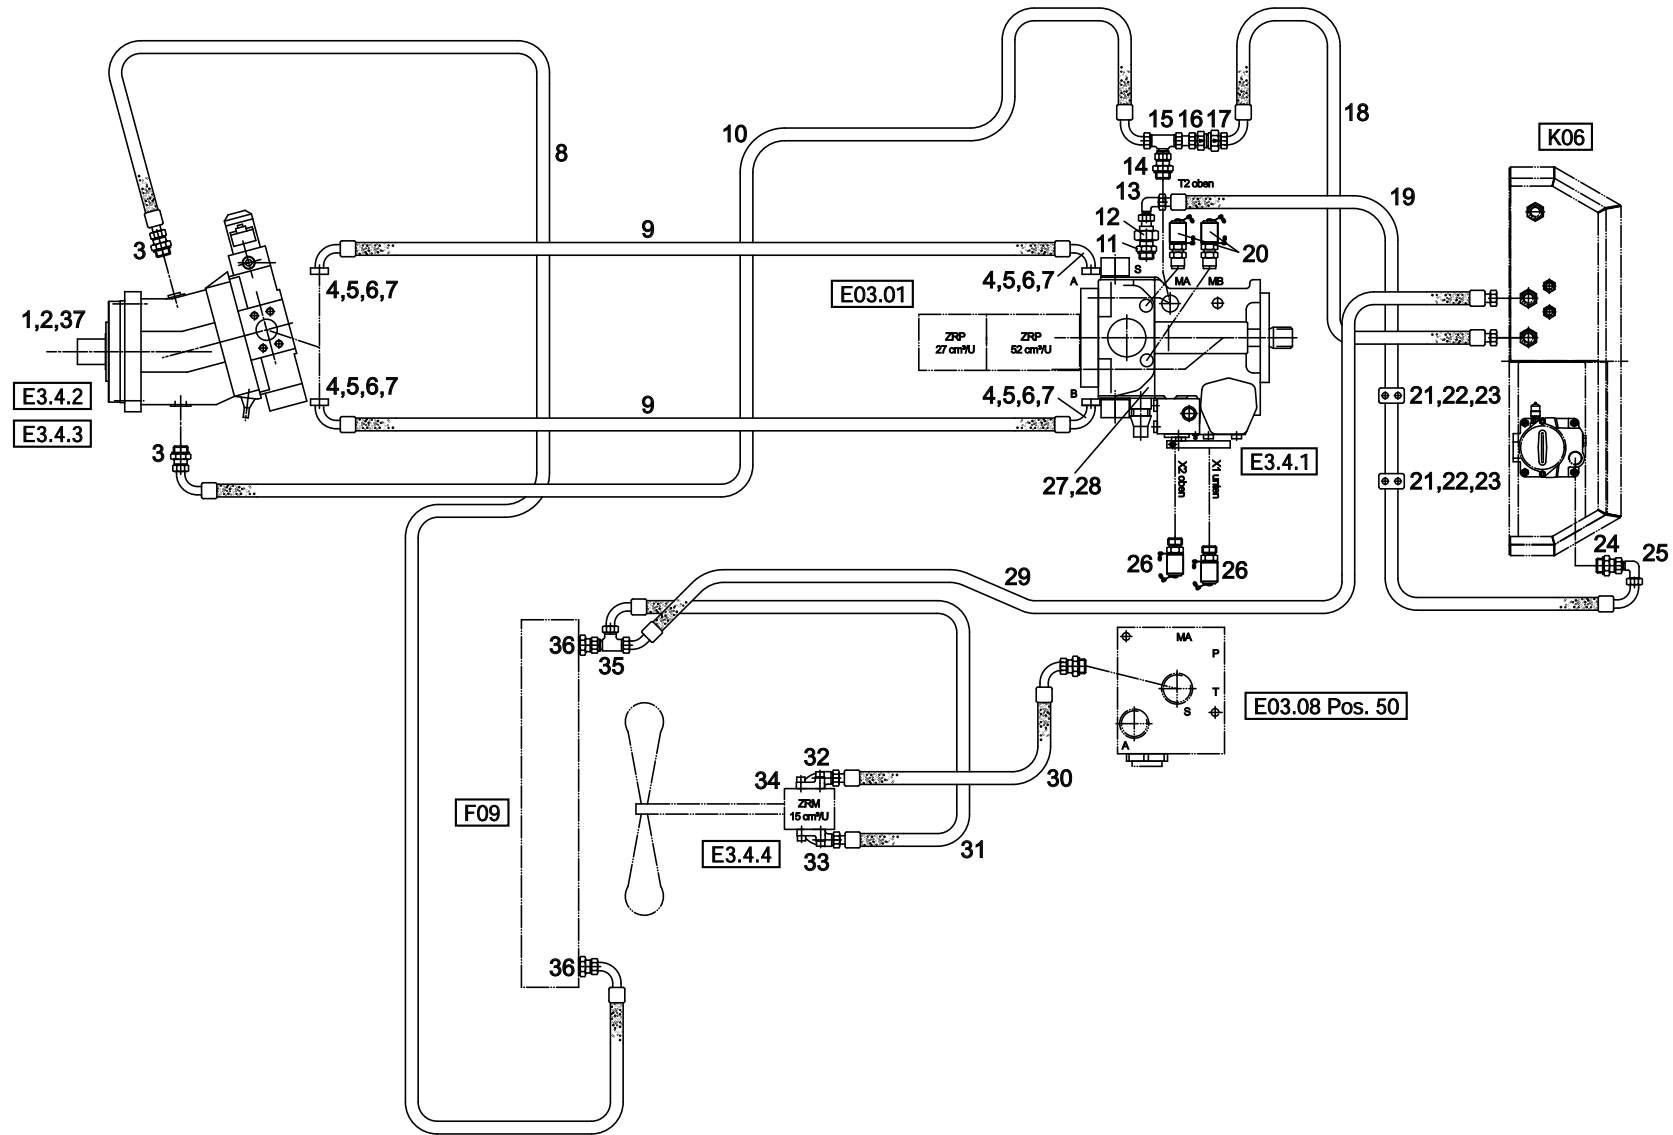 18
15 16 17
10
K06
8
14
T2 oben
13
19
12
9
3
11
20
S
4,5,6,7
4,5,6,7
A
MA
MB
E03.01
1,2,37
ZRP
27 cm³/U
ZRP
52 cm³/U
E3.4.2
4,5,6,7
4,5,6,7
B
21,22,23
9
E3.4.3
3
E3.4.1
X2 oben
X1 unten
27,28
21,22,23
24
25
26
26
29
36
35
MA
P
T
S
E03.08 Pos. 50
A
32
34
30
ZRM
15 cm³/U
F09
E3.4.4
33
31
36